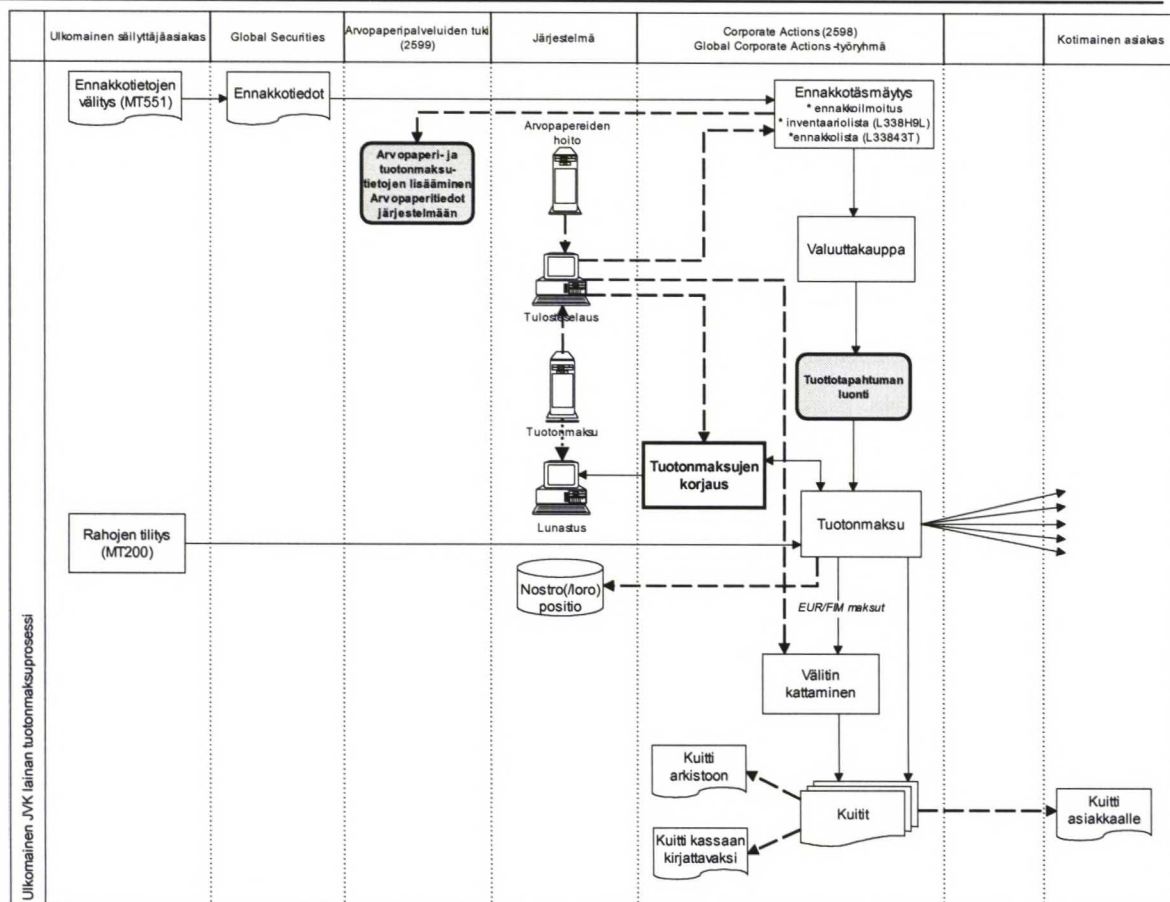 Ulkomainen säilyttäjäasiakas
Global Securities
Arvopaperipalveluiden tuki
(2599)
Järjestelmä
Corporate Actions (2598)
Global Corporate Actions -työryhmä
Kotimainen asiakas
Ulkomainen JVK lainan tuotonmaksuprosessi
Ennakkotietojen
välitys (MT551)
Ennakkotiedot
Ennakkotäsmäytys
* ennakkoilmoitus
* inventaariolista (L338H9L)
*ennakkolista (L33843T)
Arvopapereiden
hoito
Arvopaperi- ja
tuotonmaksu-
tietojen lisääminen
Arvopaperitiedot
järjestelmään
Valuuttakauppa
Tulosteselaus
Tuottotapahtuman
luonti
Tuotonmaksu
Tuotonmaksujen
korjaus
Lunastus
Tuotonmaksu
Rahojen tilitys
(MT200)
Nostro(/loro)
positio
EUR/FIM maksut
Välitin
kattaminen
Kuitti
arkistoon
Kuitit
Kuitti
asiakkaalle
Kuitti kassaan
kirjattavaksi